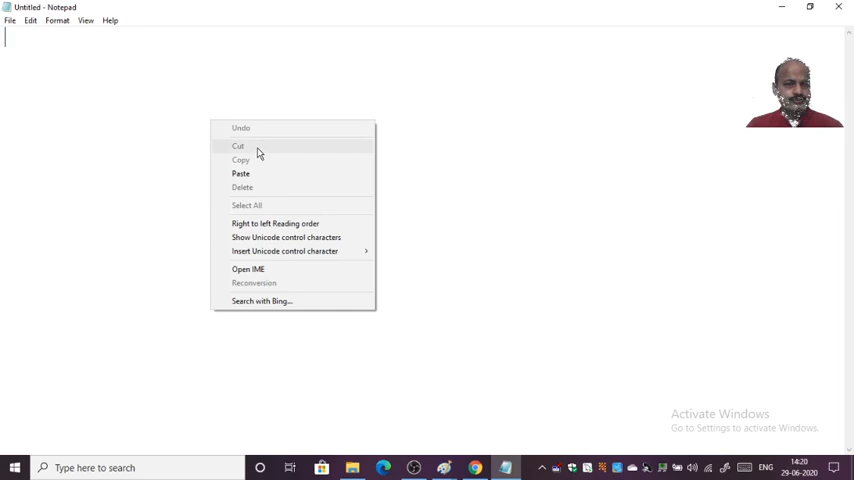 Untitled - Notepad
File Edit Format View Help
Undo
Cut
Copy
Paste
Delete
Select All
Right to left Reading order
Show Unicode control characters
Insert Unicode control character
Open IME
Reconversion
Search with Bing...
Activate Windows
Go to Settings to activate Windows.
Type here to search
ENG
14:20
29-06-2020